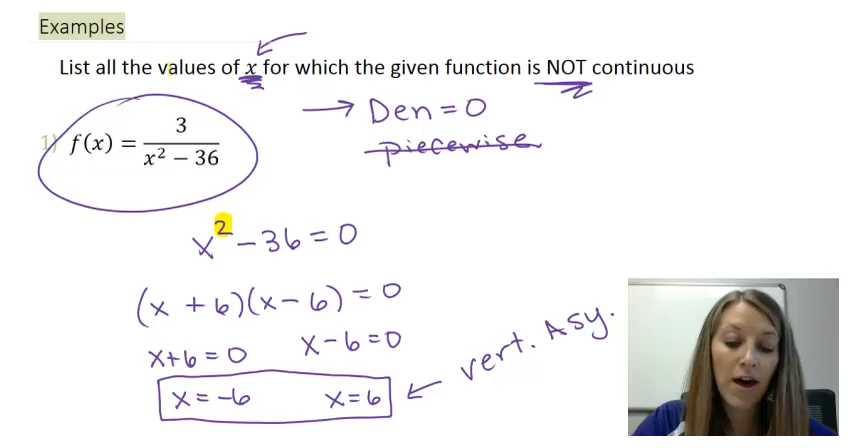 Examples
List all the values of x for which the given function is NOT continuous
→ Den = 0
1) f(x) = 3 / (x² − 36)
piecewise
x² − 36 = 0
(x + 6)(x − 6) = 0
x + 6 = 0 x − 6 = 0
x = −6 x = 6 ← vert. Asy.